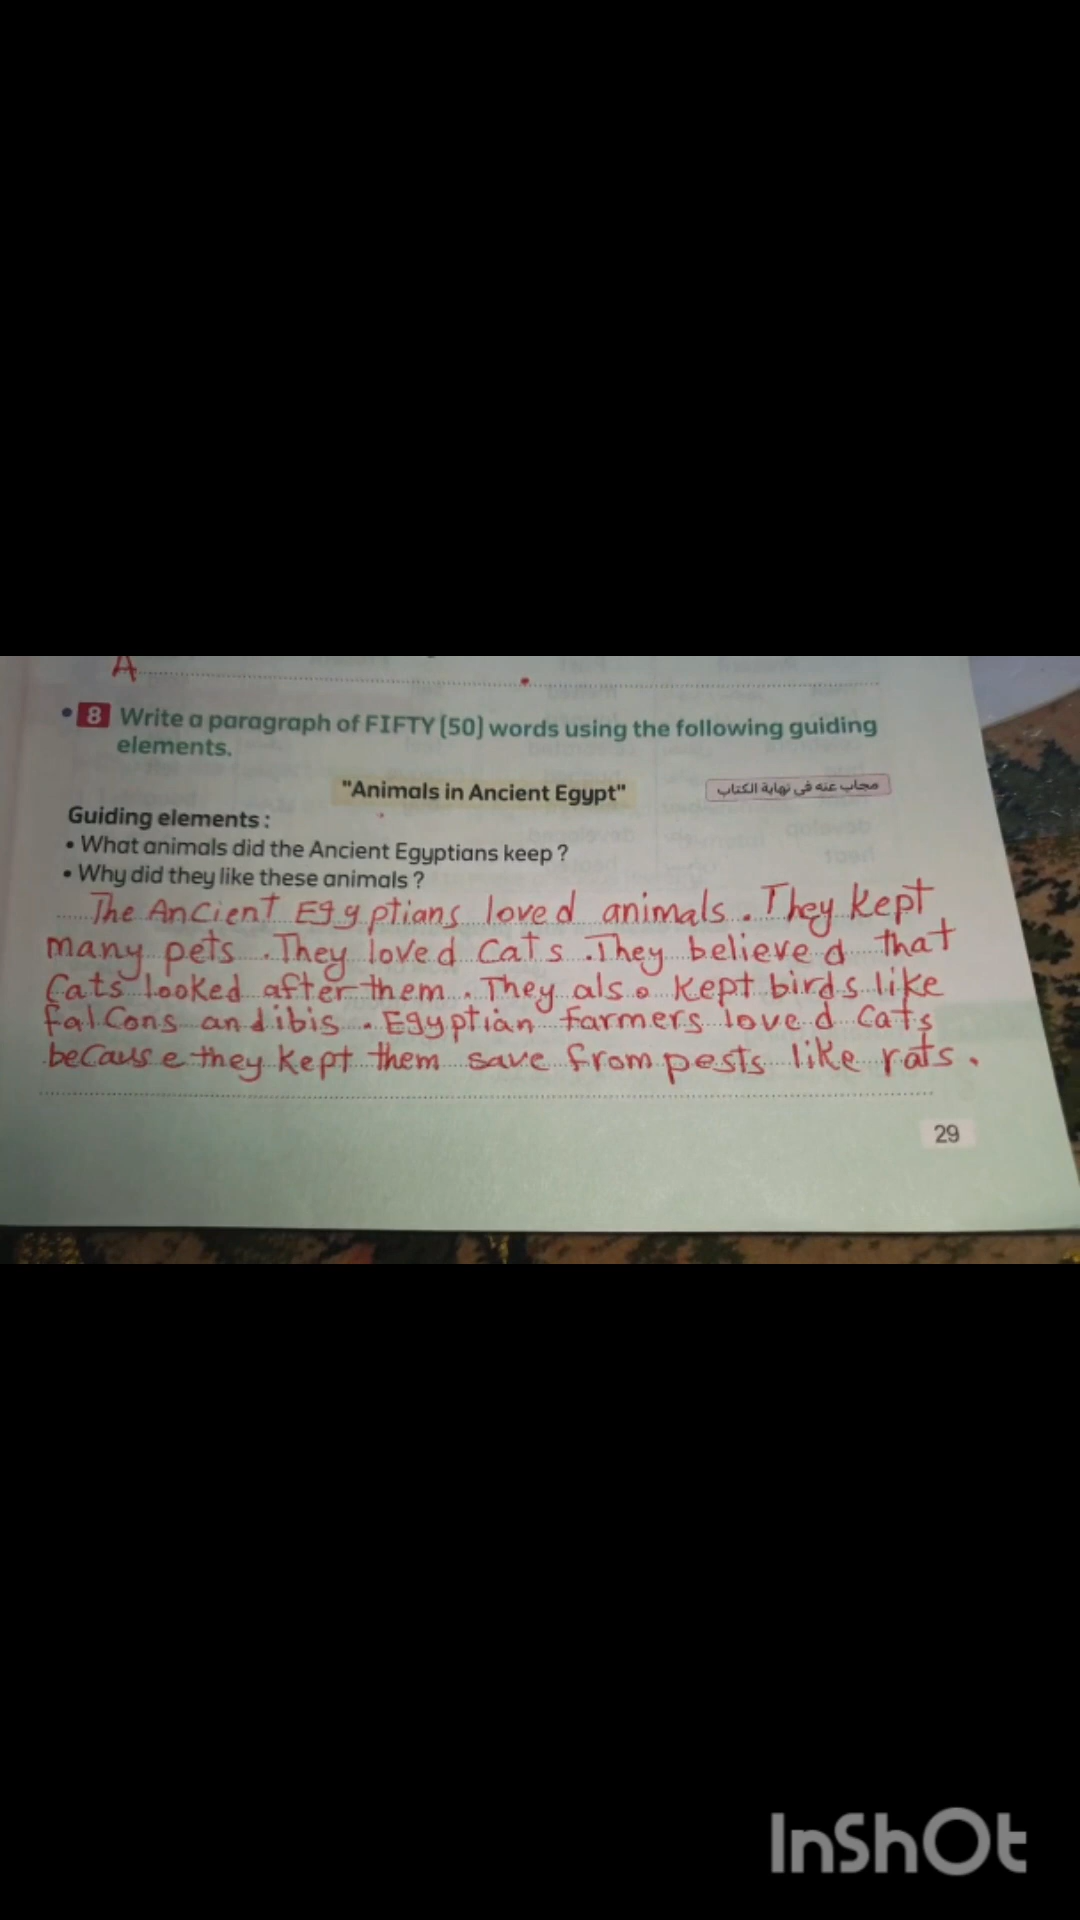 A
8 Write a paragraph of FIFTY (50) words using the following guiding
elements.
"Animals in Ancient Egypt"
مجاب عنه فى نهاية الكتاب
Guiding elements :
• What animals did the Ancient Egyptians keep ?
• Why did they like these animals ?
The Ancient Egyptians loved animals. They kept
many pets. They loved Cats. They believed that
Cats looked after them. They also kept birds like
falCons and ibis. Egyptian farmers loved Cats
beCause they kept them save from pests like rats.
29
InShOt